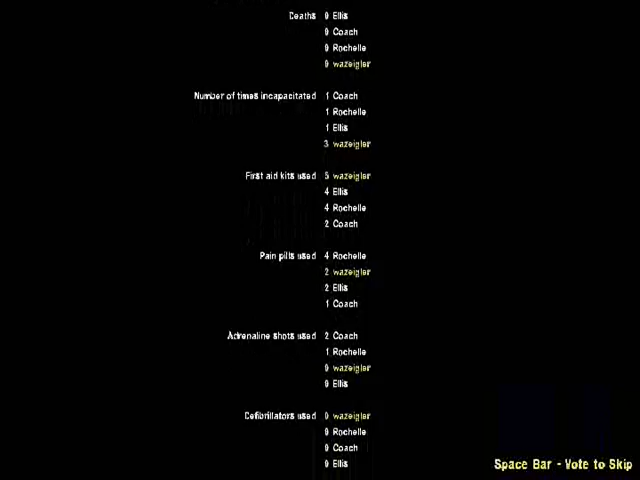 Deaths 0 Ellis
0 Coach
0 Rochelle
0 wazeigler
Number of times incapacitated 1 Coach
1 Rochelle
1 Ellis
3 wazeigler
First aid kits used 5 wazeigler
4 Ellis
4 Rochelle
2 Coach
Pain pills used 4 Rochelle
2 wazeigler
2 Ellis
1 Coach
Adrenaline shots used 2 Coach
1 Rochelle
0 wazeigler
0 Ellis
Defibrillators used 0 wazeigler
0 Rochelle
0 Coach
0 Ellis
Space Bar - Vote to Skip